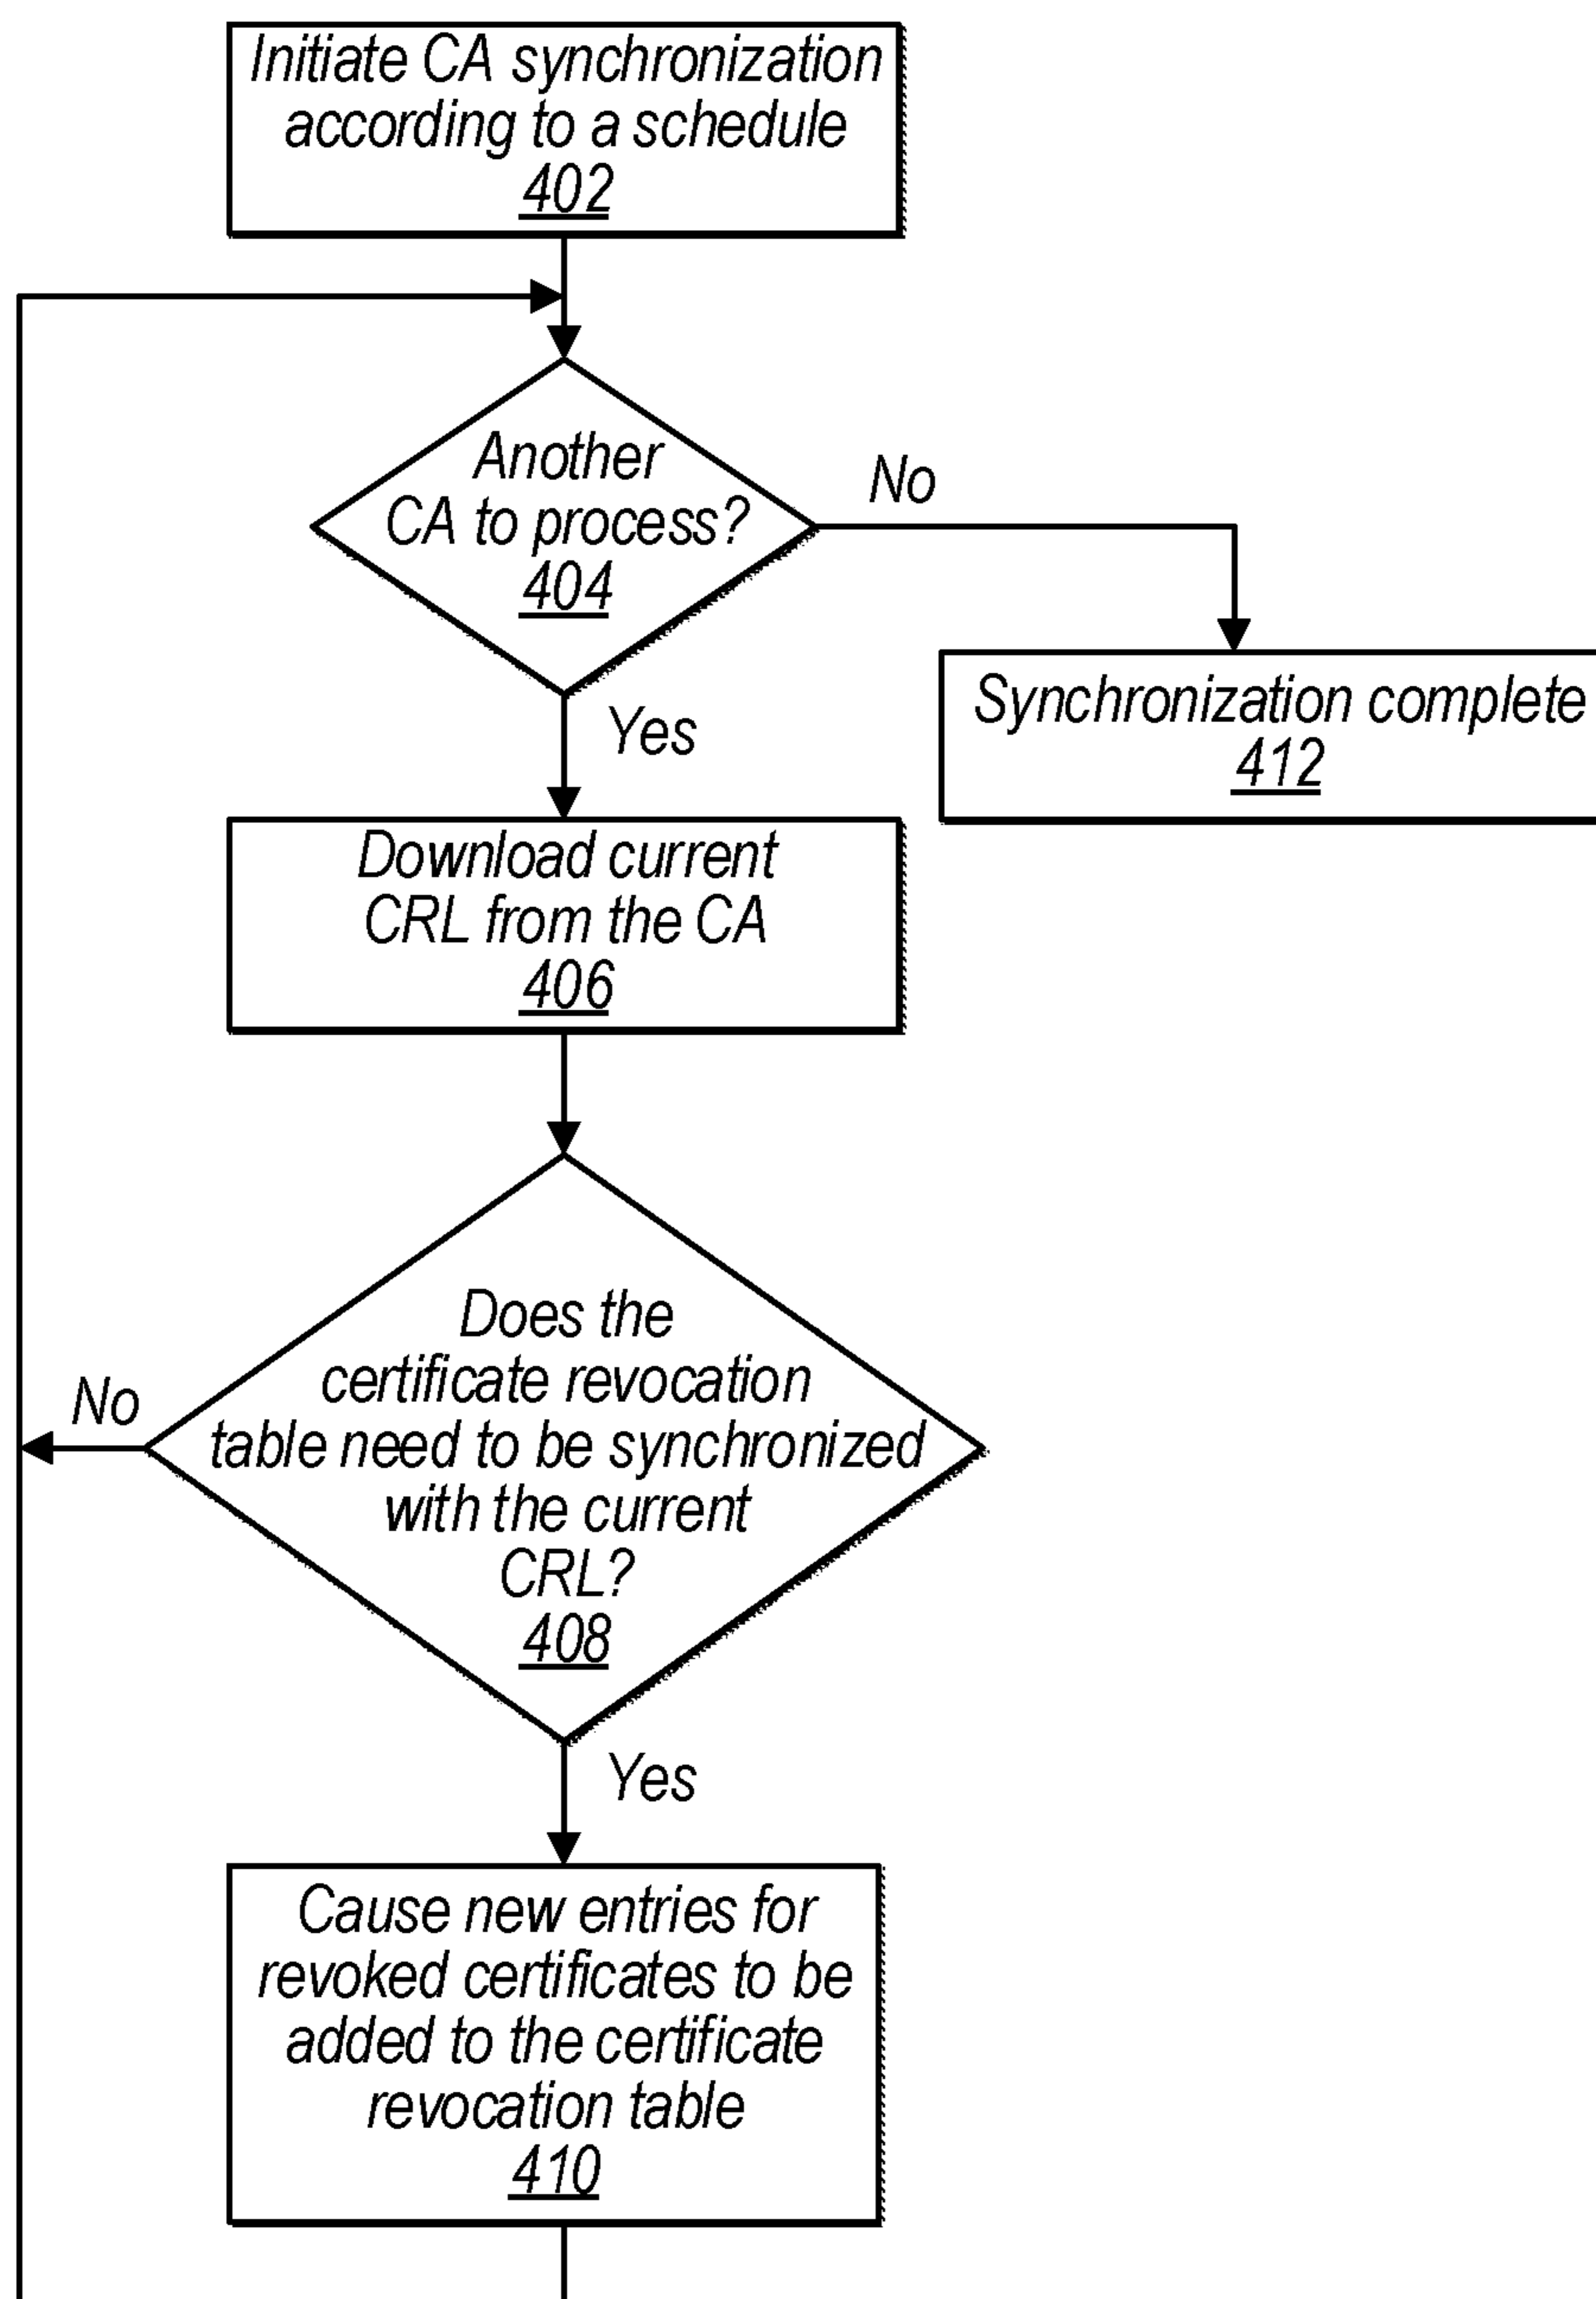 Initiate CA synchronization
according to a schedule
402
Another
CA to process?
404
No
Yes
Synchronization complete
412
Download current
CRL from the CA
406
Does the
certificate revocation
table need to be synchronized
with the current
CRL?
408
No
Yes
Cause new entries for
revoked certificates to be
added to the certificate
revocation table
410